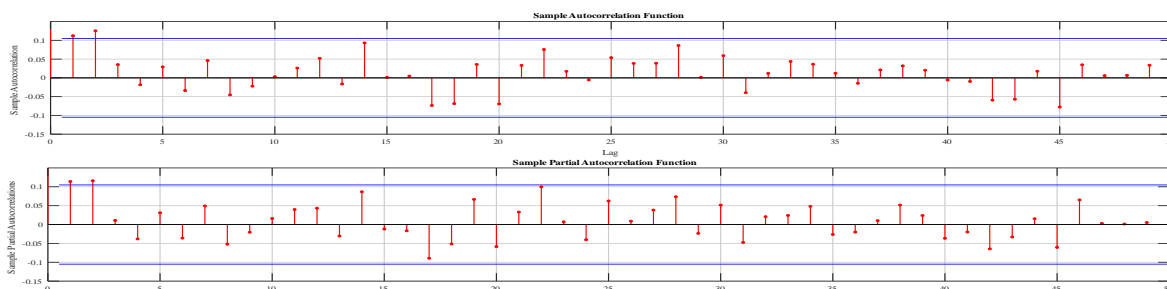 Sample Autocorrelation Function
Sample Autocorrelation
0.1
0.05
0
-0.05
-0.1
-0.15
0 5 10 15 20 25 30 35 40 45
Lag
Sample Partial Autocorrelation Function
Sample Partial Autocorrelations
0.1
0.05
0
-0.05
-0.1
-0.15
0 5 10 15 20 25 30 35 40 45